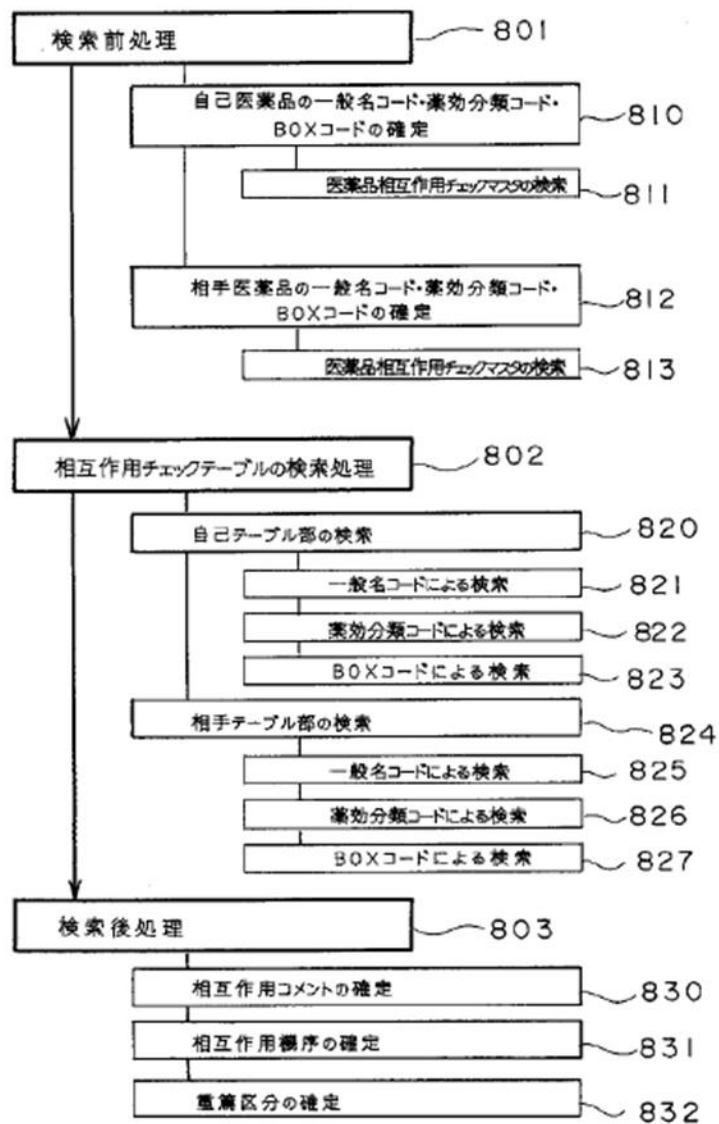 検索前処理
801
自己医薬品の一般名コード・薬効分類コード・
BOXコードの確定
810
医薬品相互作用チェックマスタの検索
811
相手医薬品の一般名コード・薬効分類コード・
BOXコードの確定
812
医薬品相互作用チェックマスタの検索
813
相互作用チェックテーブルの検索処理
802
自己テーブル部の検索
820
一般名コードによる検索
821
薬効分類コードによる検索
822
BOXコードによる検索
823
相手テーブル部の検索
824
一般名コードによる検索
825
薬効分類コードによる検索
826
BOXコードによる検索
827
検索後処理
803
相互作用コメントの確定
830
相互作用機序の確定
831
重篤区分の確定
832